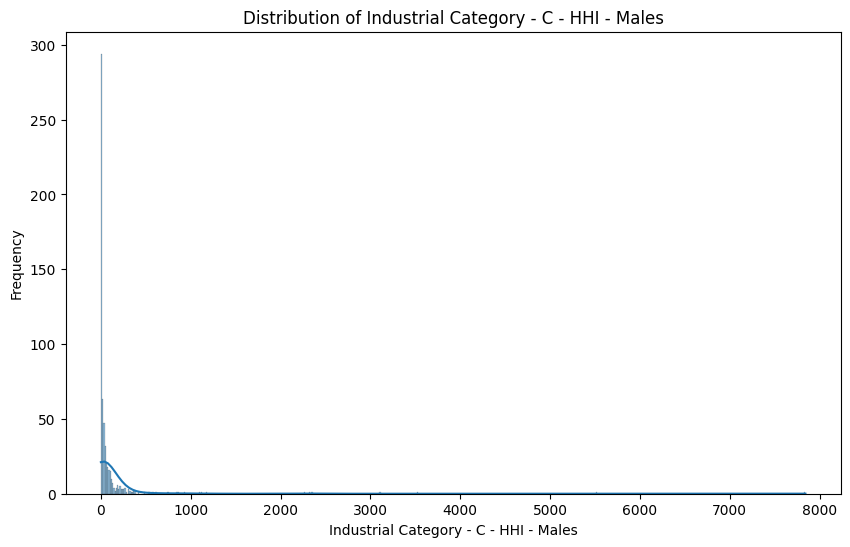 Distribution of Industrial Category - C - HHI - Males
300
250
200
150
100
50
0
Frequency
0 1000 2000 3000 4000 5000 6000 7000 8000
Industrial Category - C - HHI - Males